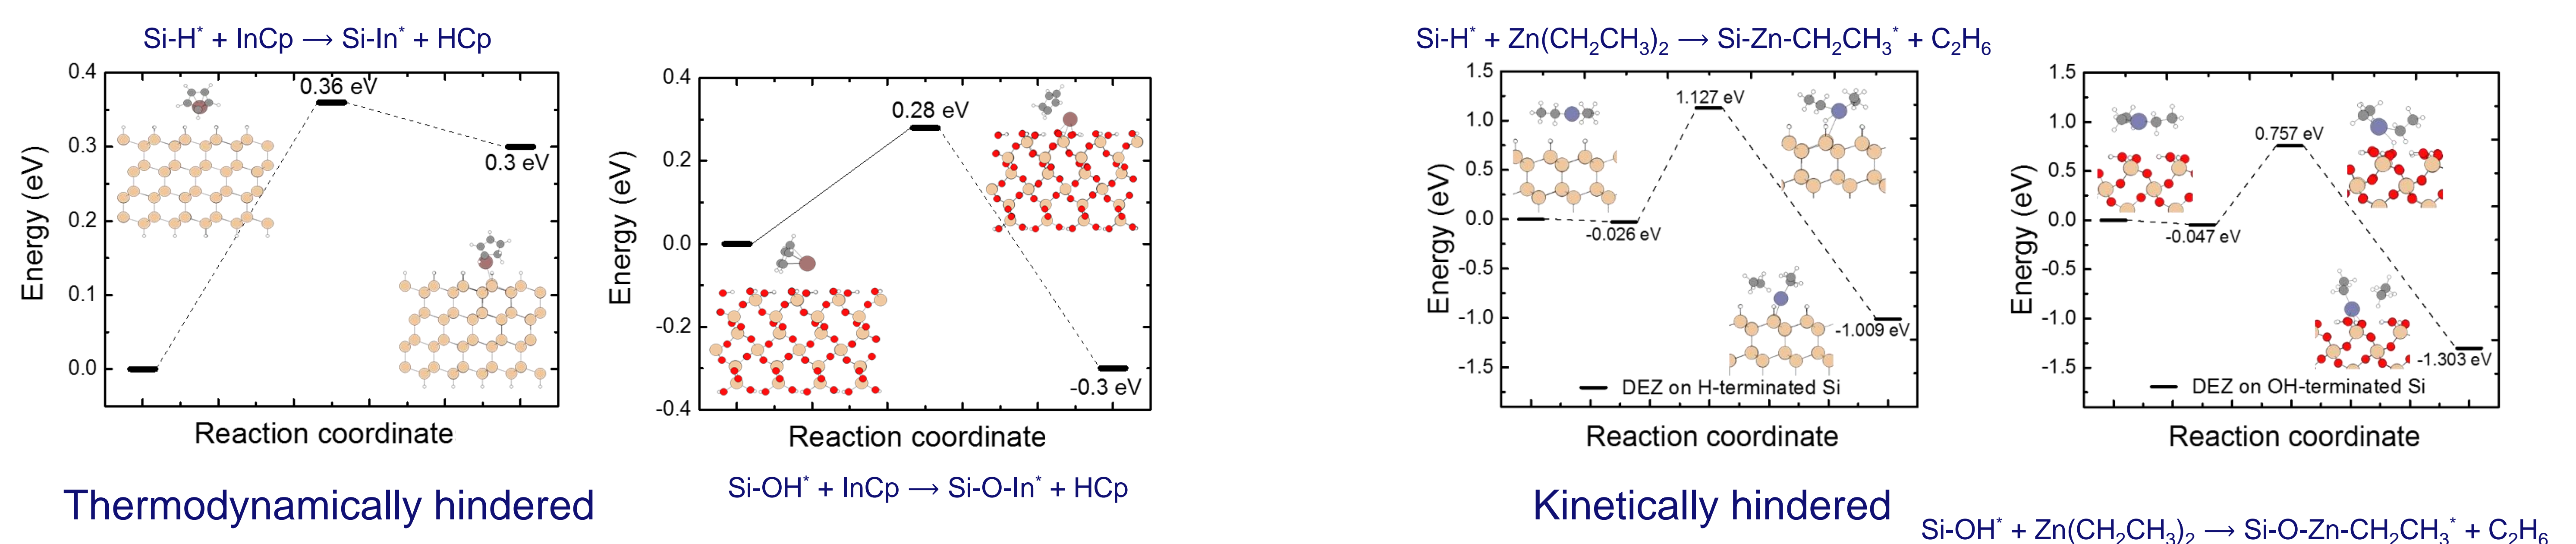 Si-H* + InCp → Si-In* + HCp
0.4
0.3
0.2
0.1
0.0
Energy (eV)
0.36 eV
0.3 eV
Reaction coordinate
Thermodynamically hindered
0.4
0.2
0.0
-0.2
-0.4
Energy (eV)
0.28 eV
-0.3 eV
Reaction coordinate
Si-OH* + InCp → Si-O-In* + HCp
Si-H* + Zn(CH₂CH₃)₂ → Si-Zn-CH₂CH₃* + C₂H₆
1.5
1.0
0.5
0.0
-0.5
-1.0
-1.5
Energy (eV)
1.127 eV
-0.026 eV
-1.009 eV
DEZ on H-terminated Si
Reaction coordinate
Kinetically hindered
1.5
1.0
0.5
0.0
-0.5
-1.0
-1.5
Energy (eV)
0.757 eV
-0.047 eV
-1.303 eV
DEZ on OH-terminated Si
Reaction coordinate
Si-OH* + Zn(CH₂CH₃)₂ → Si-O-Zn-CH₂CH₃* + C₂H₆